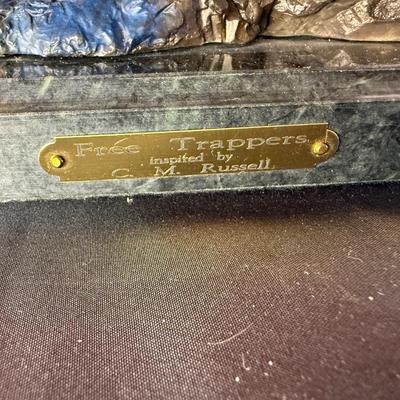 Free Trappers
inspired by
C. M. Russell